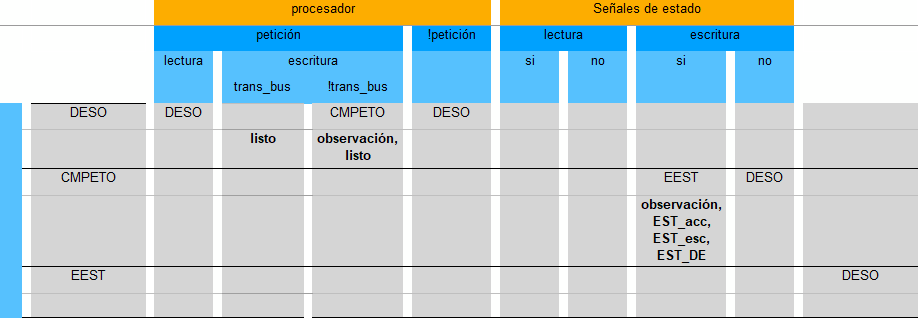 procesador Señales de estado
petición !petición lectura escritura
lectura escritura si no si no
trans_bus !trans_bus
DESO DESO CMPETO DESO
listo observación,
listo
CMPETO EEST DESO
observación,
EST_acc,
EST_esc,
EST_DE
EEST DESO